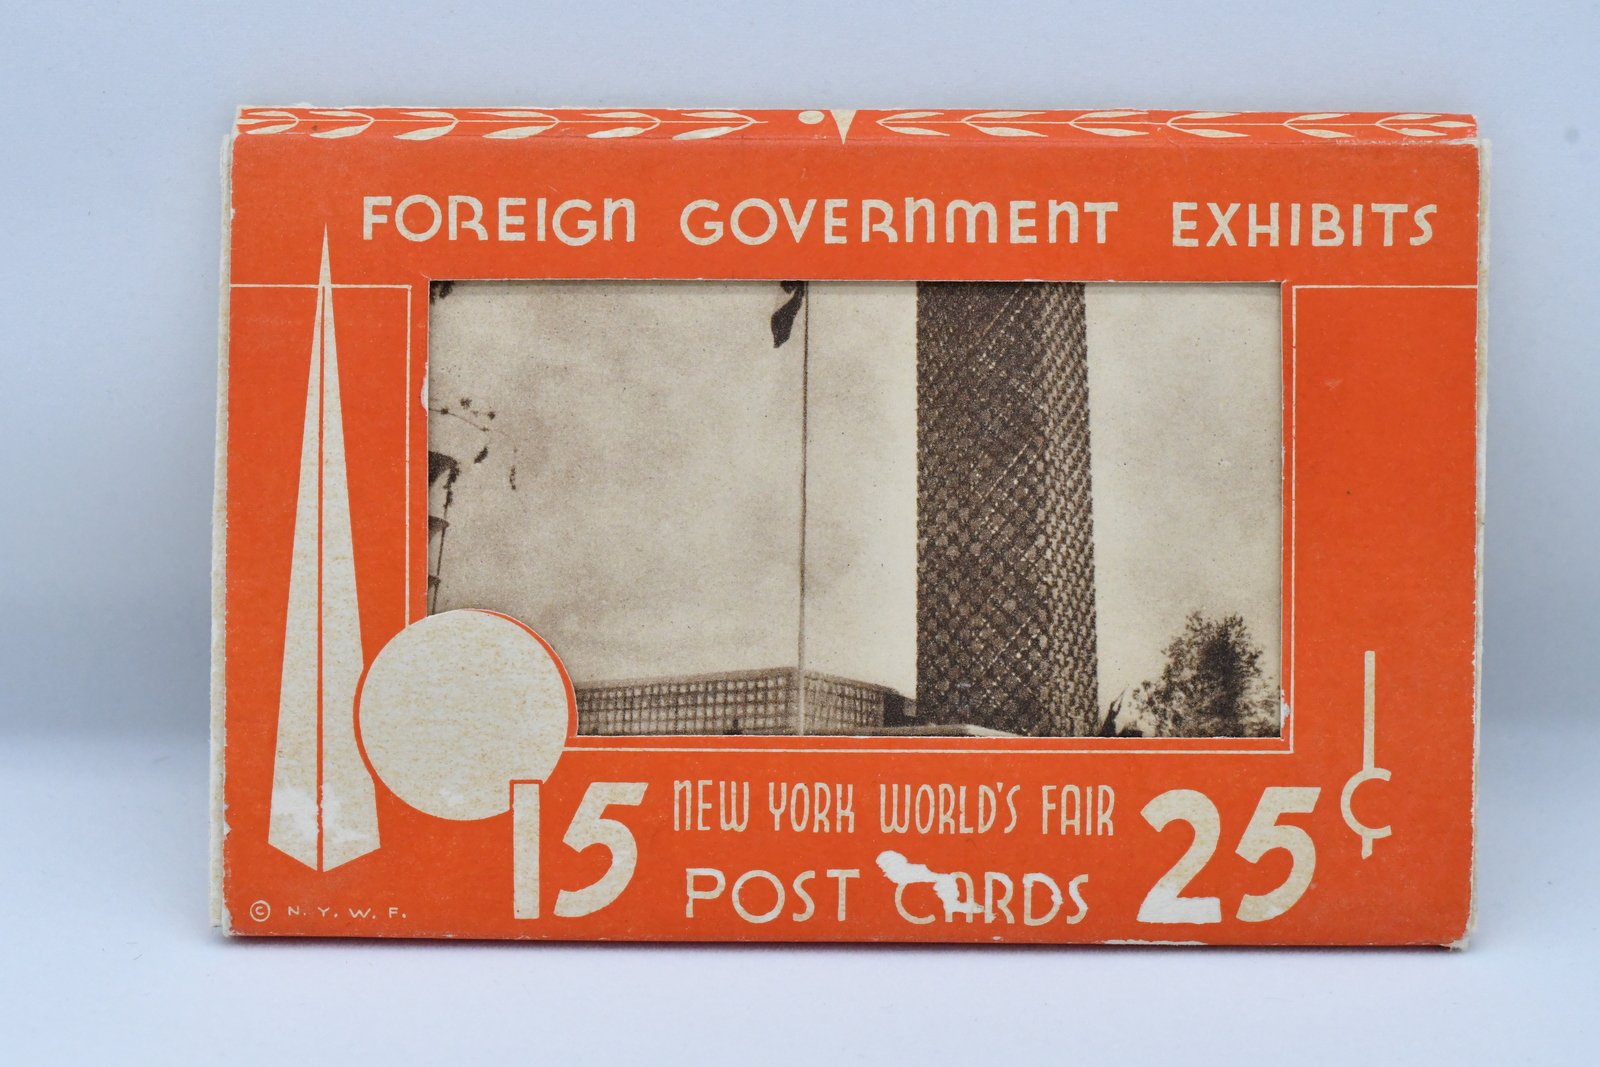 FOREIGN GOVERNMENT EXHIBITS
15 NEW YORK WORLD'S FAIR 25¢
POST CARDS
© N. Y. W. F.